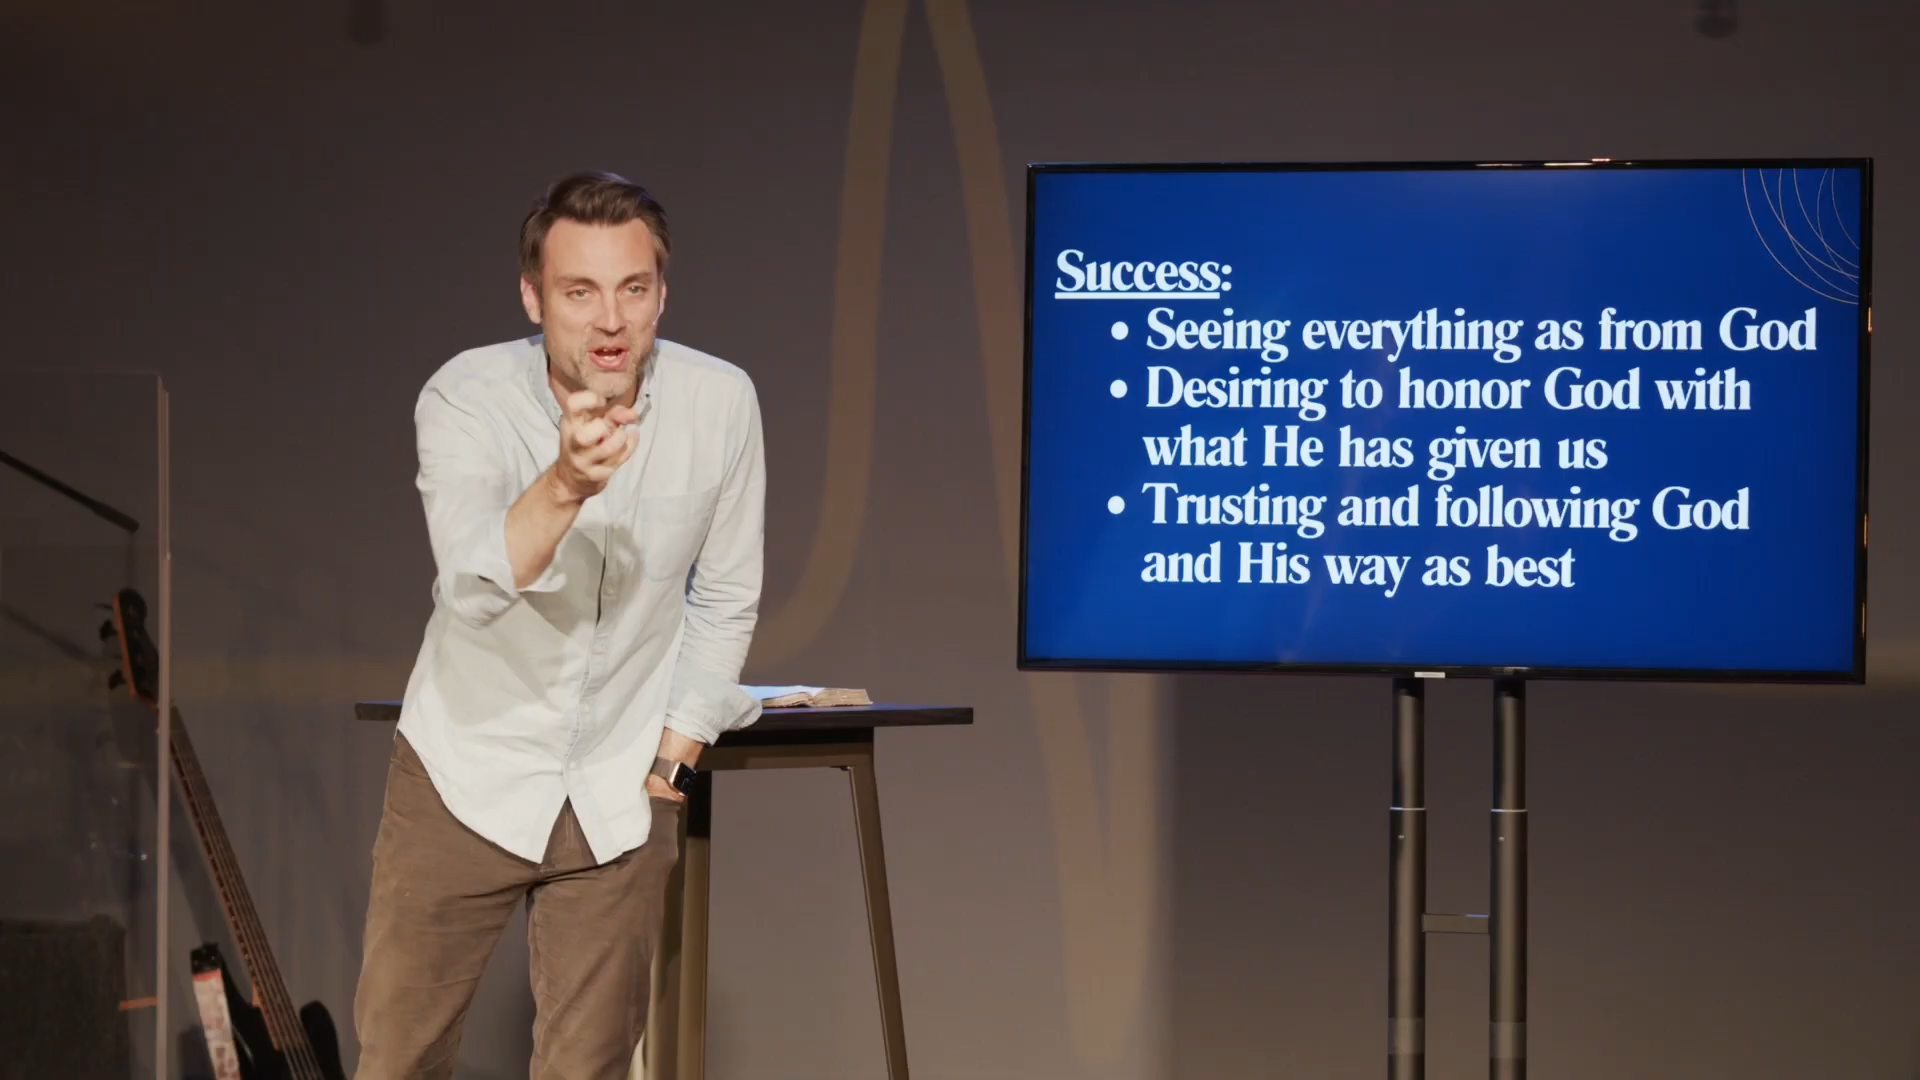 Success:
• Seeing everything as from God
• Desiring to honor God with
what He has given us
• Trusting and following God
and His way as best